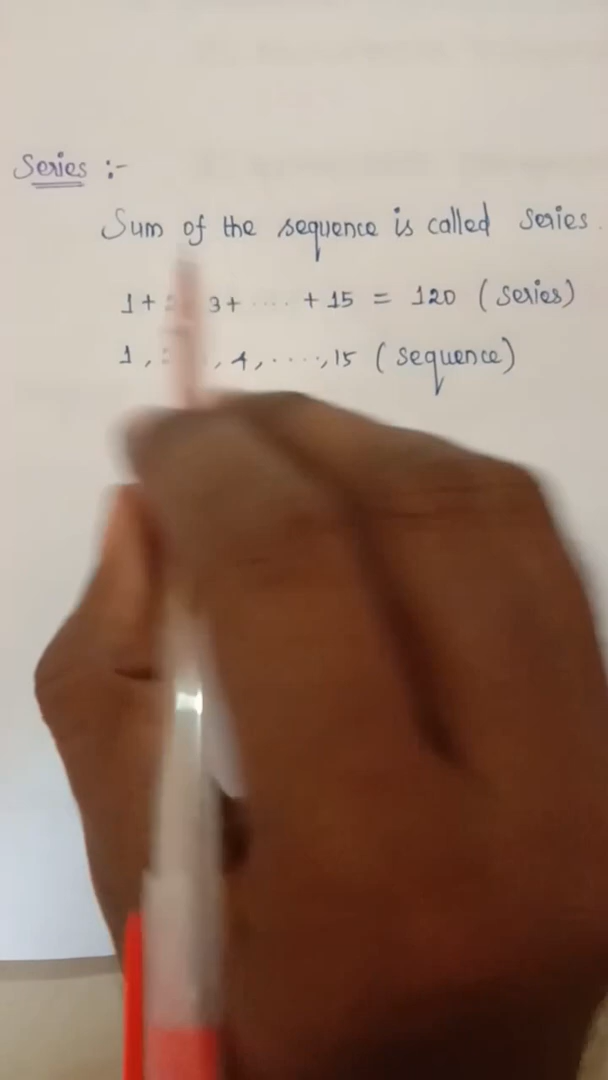 Series :-
Sum of the sequence is called series.
1 + 3 + ..... + 15 = 120 (series)
1, , 4, ....., 15 (sequence)